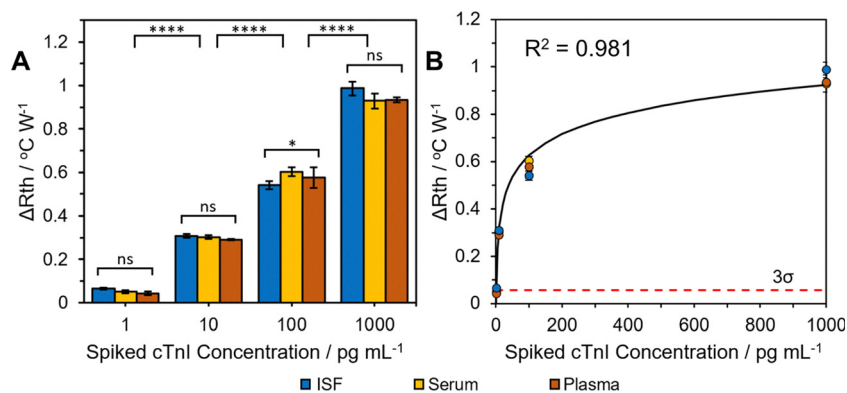 A
**** **** ****
ns
*
ns
ns
1.2
1
0.8
0.6
0.4
0.2
0
ΔRth / ºC W-1
1 10 100 1000
Spiked cTnI Concentration / pg mL-1
B
R2 = 0.981
3σ
1.2
1
0.8
0.6
0.4
0.2
0
ΔRth / ºC W-1
0 200 400 600 800 1000
Spiked cTnI Concentration / pg mL-1
ISF Serum Plasma